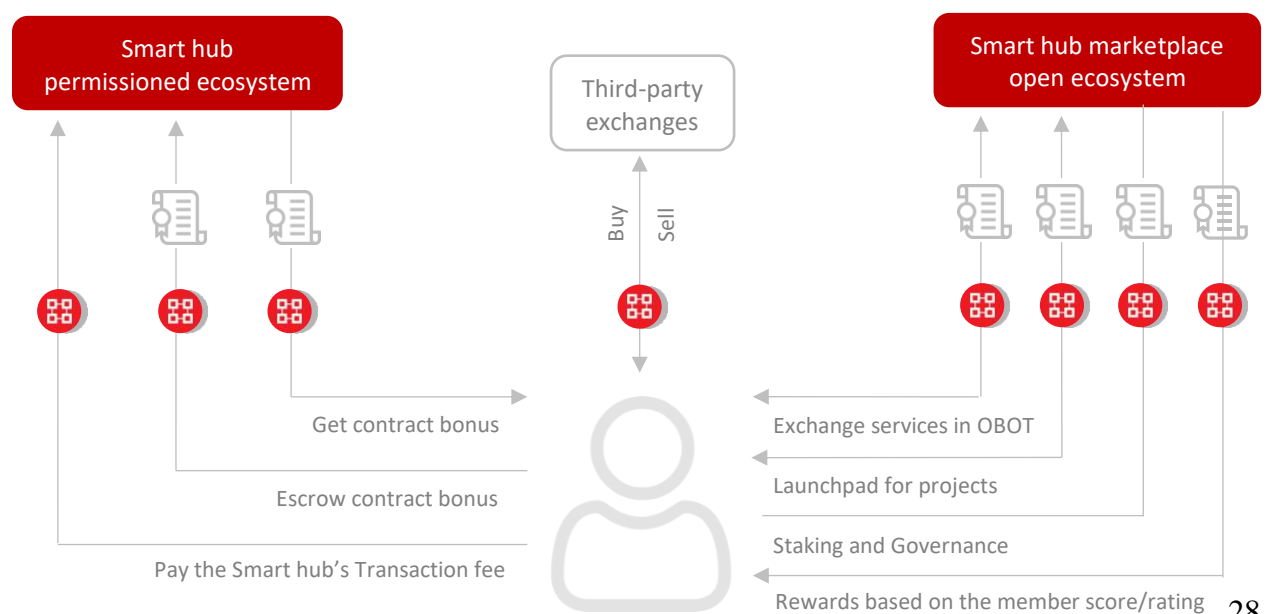 Smart hub
permissioned ecosystem
Third-party
exchanges
Smart hub marketplace
open ecosystem
Buy
Sell
Get contract bonus
Escrow contract bonus
Pay the Smart hub's Transaction fee
Exchange services in OBOT
Launchpad for projects
Staking and Governance
Rewards based on the member score/rating
28